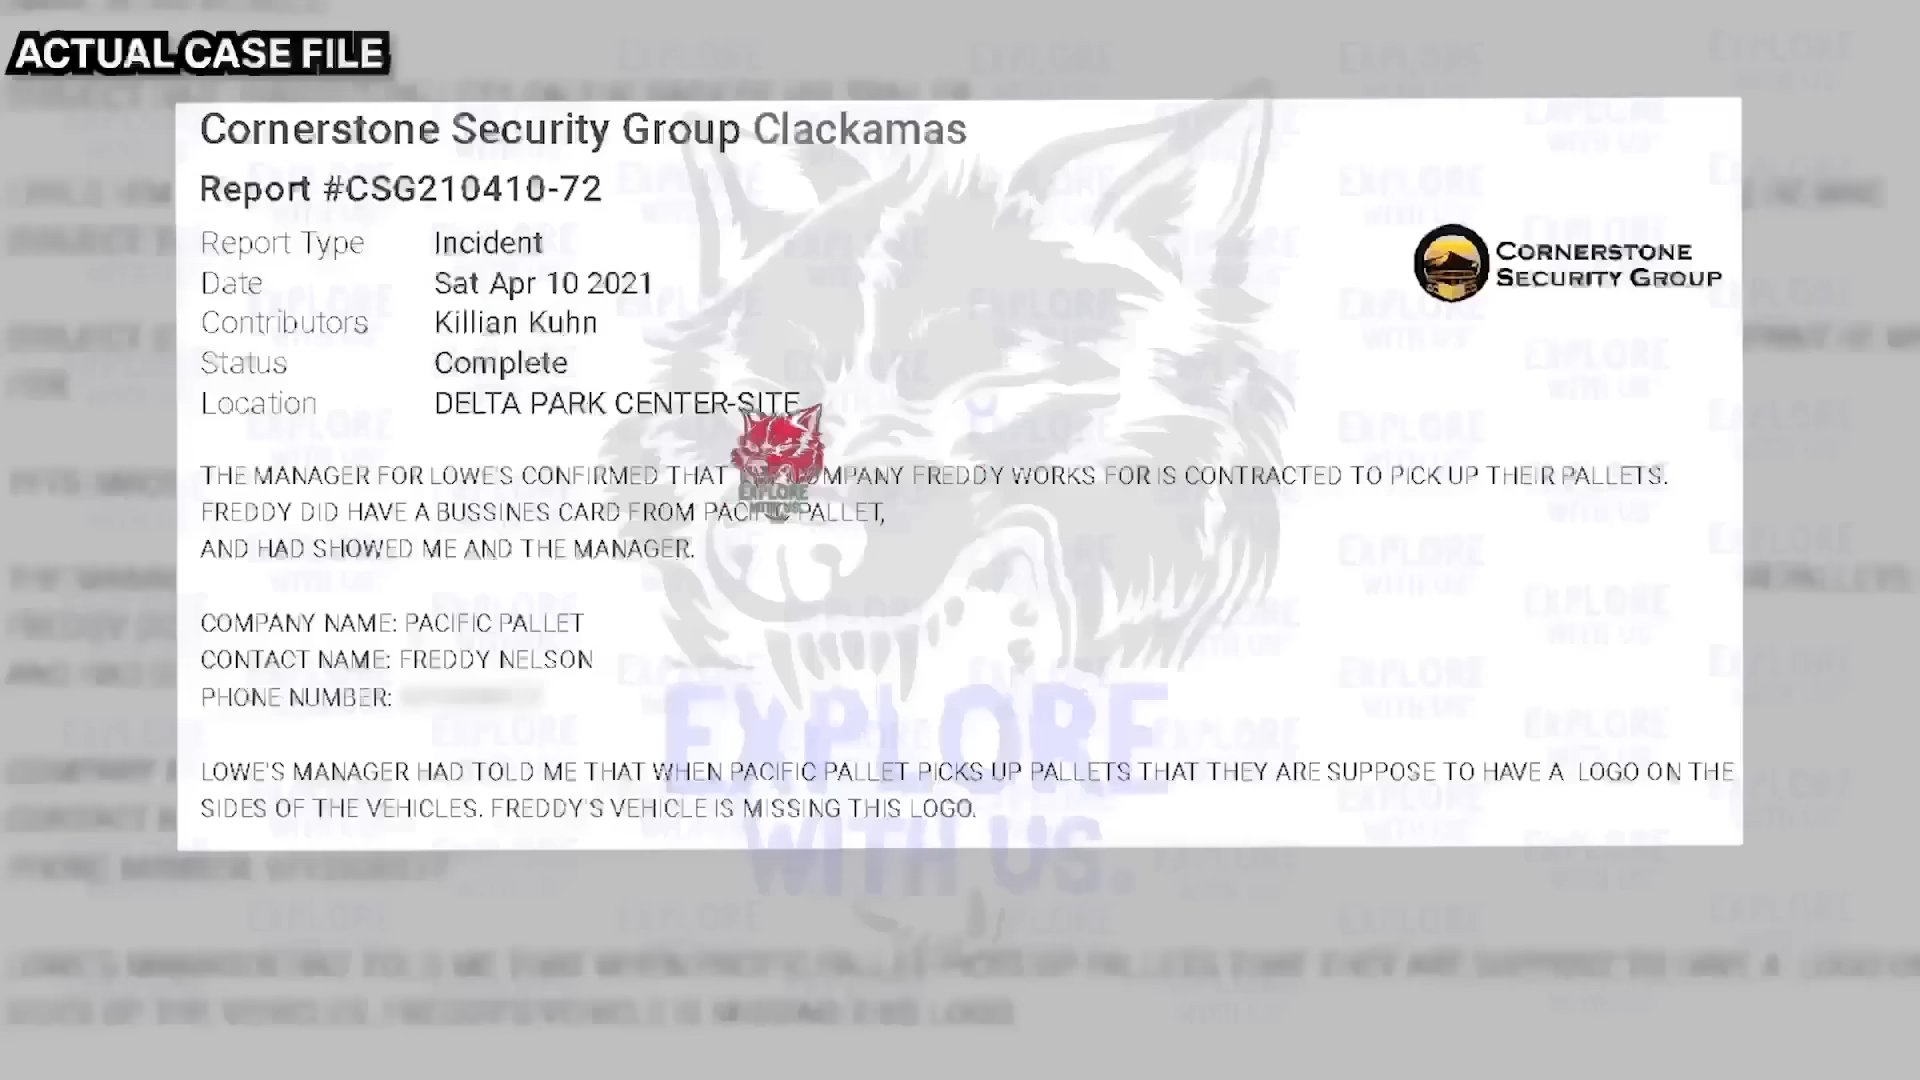 ACTUAL CASE FILE
Cornerstone Security Group Clackamas
Report #CSG210410-72
Report Type Incident
Date Sat Apr 10 2021
Contributors Killian Kuhn
Status Complete
Location DELTA PARK CENTER-SITE
CORNERSTONE
SECURITY GROUP
THE MANAGER FOR LOWE'S CONFIRMED THAT FREDDY WORKS FOR IS CONTRACTED TO PICK UP THEIR PALLETS.
FREDDY DID HAVE A BUSSINES CARD FROM PACIFIC PALLET,
AND HAD SHOWED ME AND THE MANAGER.
COMPANY NAME: PACIFIC PALLET
CONTACT NAME: FREDDY NELSON
PHONE NUMBER:
LOWE'S MANAGER HAD TOLD ME THAT WHEN PACIFIC PALLET PICKS UP PALLETS THAT THEY ARE SUPPOSE TO HAVE A LOGO ON THE
SIDES OF THE VEHICLES. FREDDY'S VEHICLE IS MISSING THIS LOGO.
EXPLORE
WITH US
EXPLORE
WITH US.